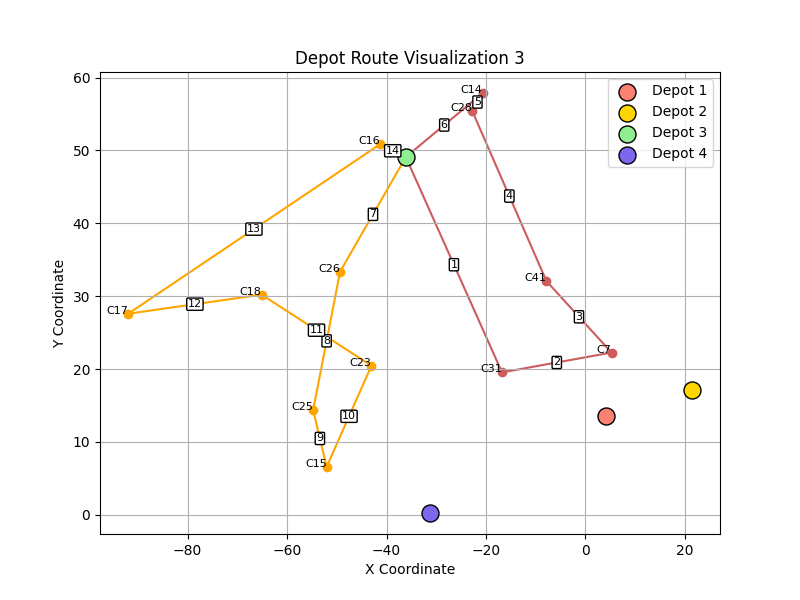 Depot Route Visualization 3
Y Coordinate
60
50
40
30
20
10
0
−80
−60
−40
−20
0
20
X Coordinate
Depot 1
Depot 2
Depot 3
Depot 4
C14
5
C28
6
C16
14
4
7
13
1
C26
C41
C18
12
C17
3
11
8
C7
C23
2
C31
C25
10
9
C15